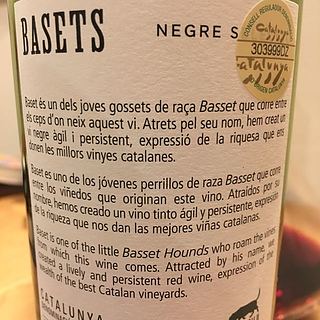 BASETS
NEGRE S
CONSELL REGULADOR
Catalunya
303999DZ
Catalunya
Baset és un dels joves gossets de raça Basset que corre entre
els ceps d'on neix aquest vi. Atrets pel seu nom, hem creat un
vi negre àgil i persistent, expressió de la riquesa que ens
donen les millors vinyes catalanes.
Baset es uno de los jóvenes perrillos de raza Basset que corre
entre los viñedos que originan este vino. Atraídos por su
nombre, hemos creado un vino tinto ágil y persistente, expresión
de la riqueza que nos dan las mejores viñas catalanas.
Baset is one of the little Basset Hounds who roam the vines
from which this wine comes. Attracted by his name, we
created a lively and persistent red wine, expression of the
wealth of the best Catalan vineyards.
CATALUNYA